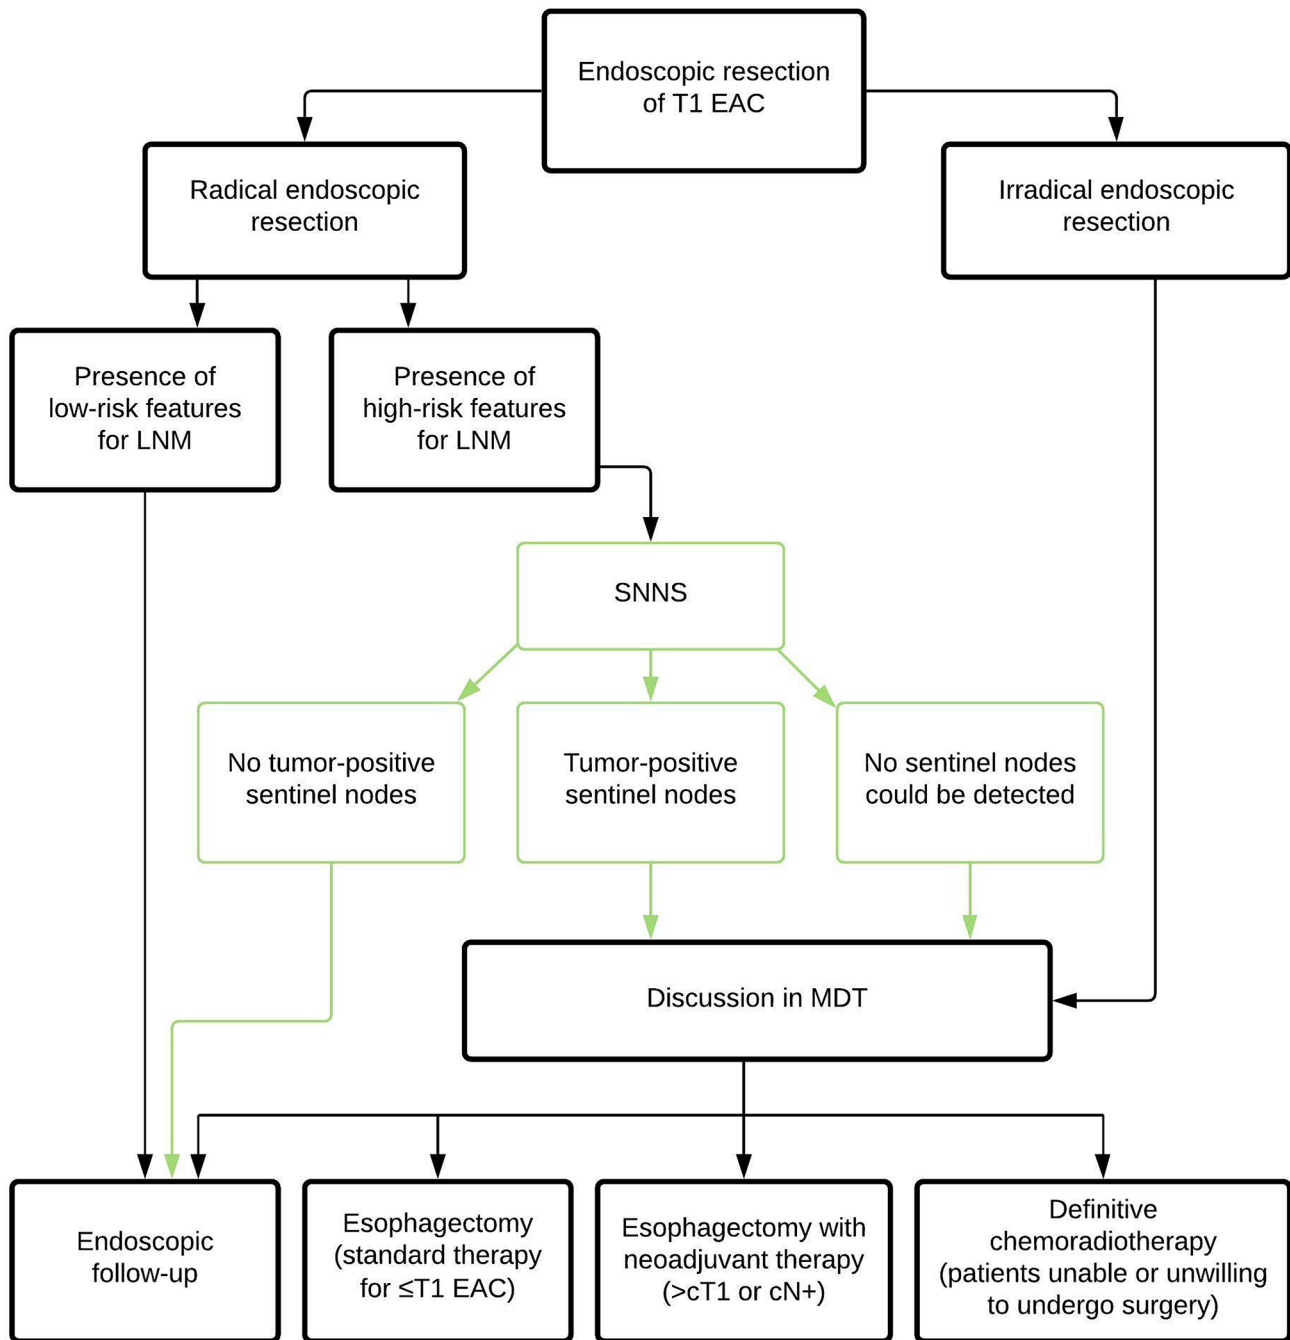 Endoscopic resection
of T1 EAC
Radical endoscopic
resection
Irradical endoscopic
resection
Presence of
low-risk features
for LNM
Presence of
high-risk features
for LNM
SNNS
No tumor-positive
sentinel nodes
Tumor-positive
sentinel nodes
No sentinel nodes
could be detected
Discussion in MDT
Endoscopic
follow-up
Esophagectomy
(standard therapy
for ≤T1 EAC)
Esophagectomy with
neoadjuvant therapy
(>cT1 or cN+)
Definitive
chemoradiotherapy
(patients unable or unwilling
to undergo surgery)